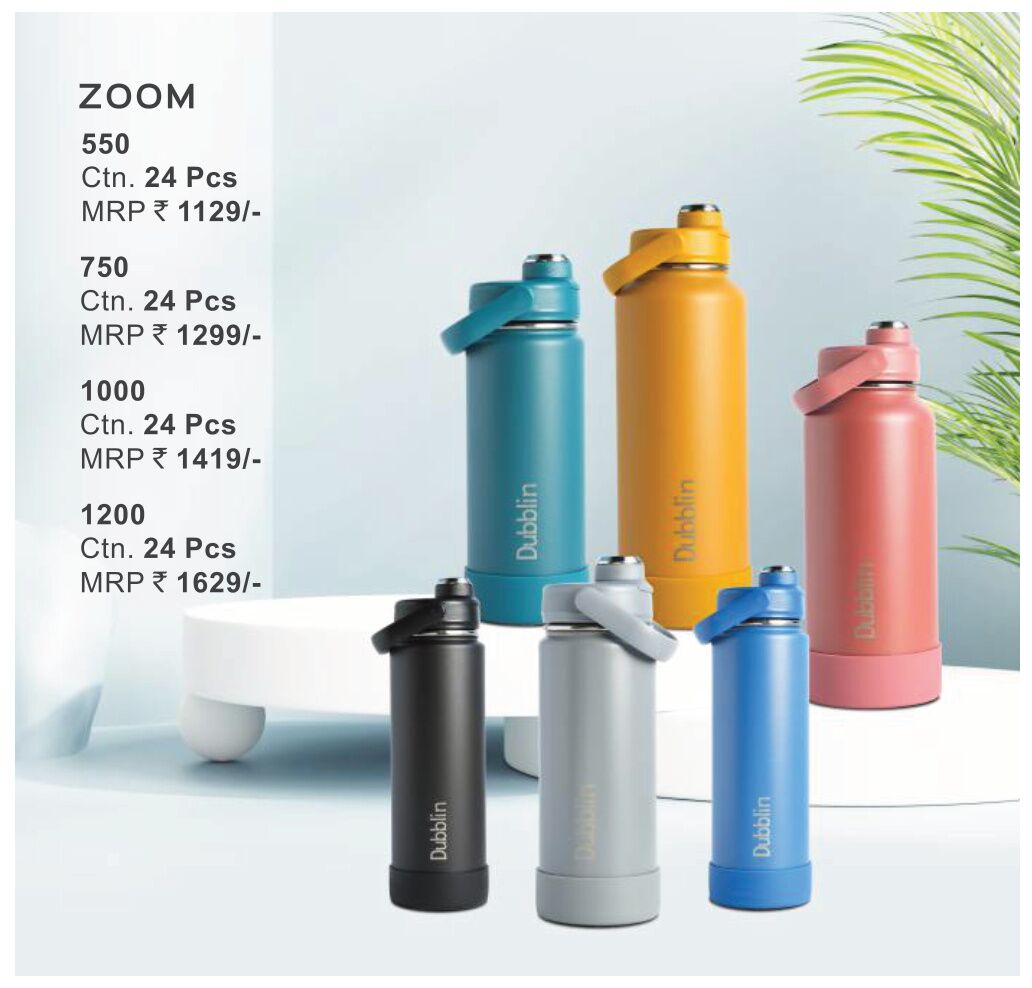 ZOOM
550
Ctn. 24 Pcs
MRP ₹ 1129/-
750
Ctn. 24 Pcs
MRP ₹ 1299/-
1000
Ctn. 24 Pcs
MRP ₹ 1419/-
1200
Ctn. 24 Pcs
MRP ₹ 1629/-
Dubblin
Dubblin
Dubblin
Dubblin
Dubblin
Dubblin